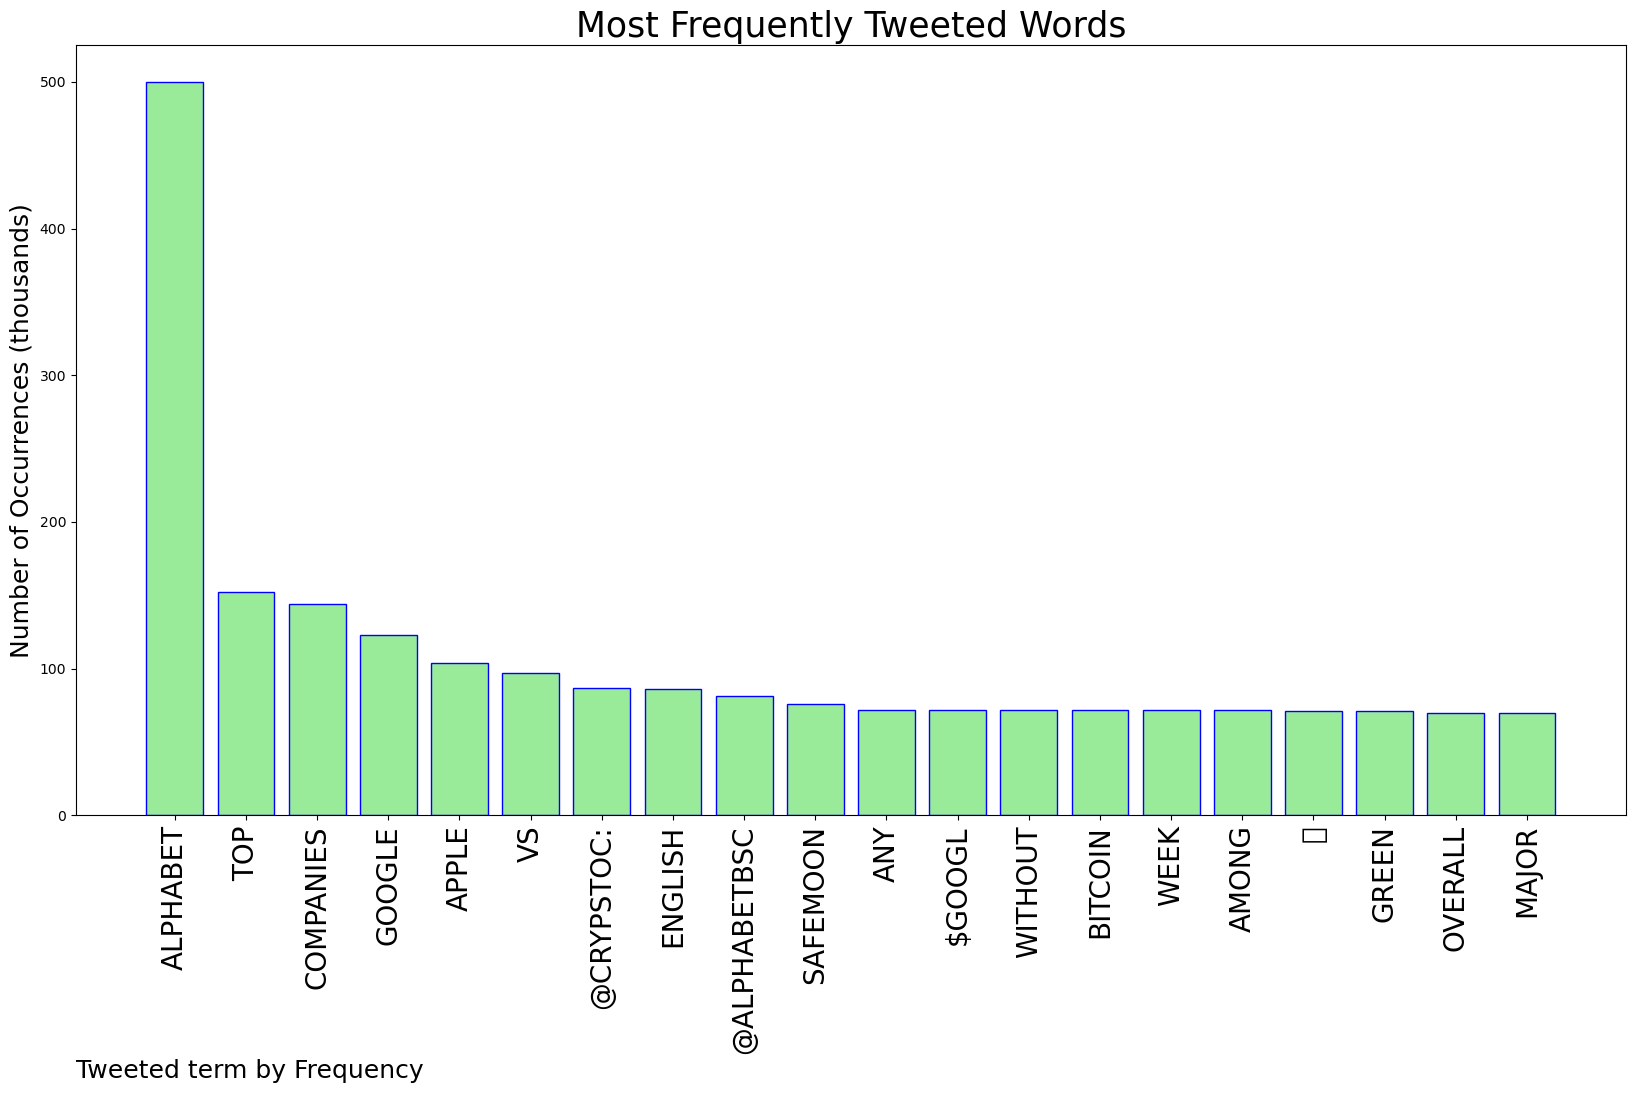 Most Frequently Tweeted Words
Number of Occurrences (thousands)
500
400
300
200
100
0
ALPHABET
TOP
COMPANIES
GOOGLE
APPLE
VS
@CRYPSTOC:
ENGLISH
@ALPHABETBSC
SAFEMOON
ANY
$GOOGL
WITHOUT
BITCOIN
WEEK
AMONG
GREEN
OVERALL
MAJOR
Tweeted term by Frequency